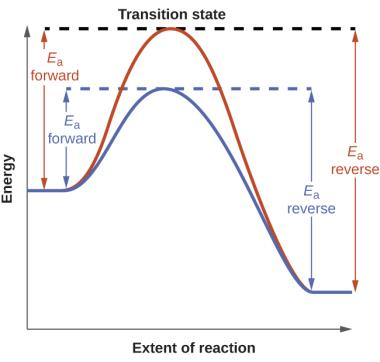 Transition state
Ea
forward
Ea
forward
Ea
reverse
Ea
reverse
Energy
Extent of reaction